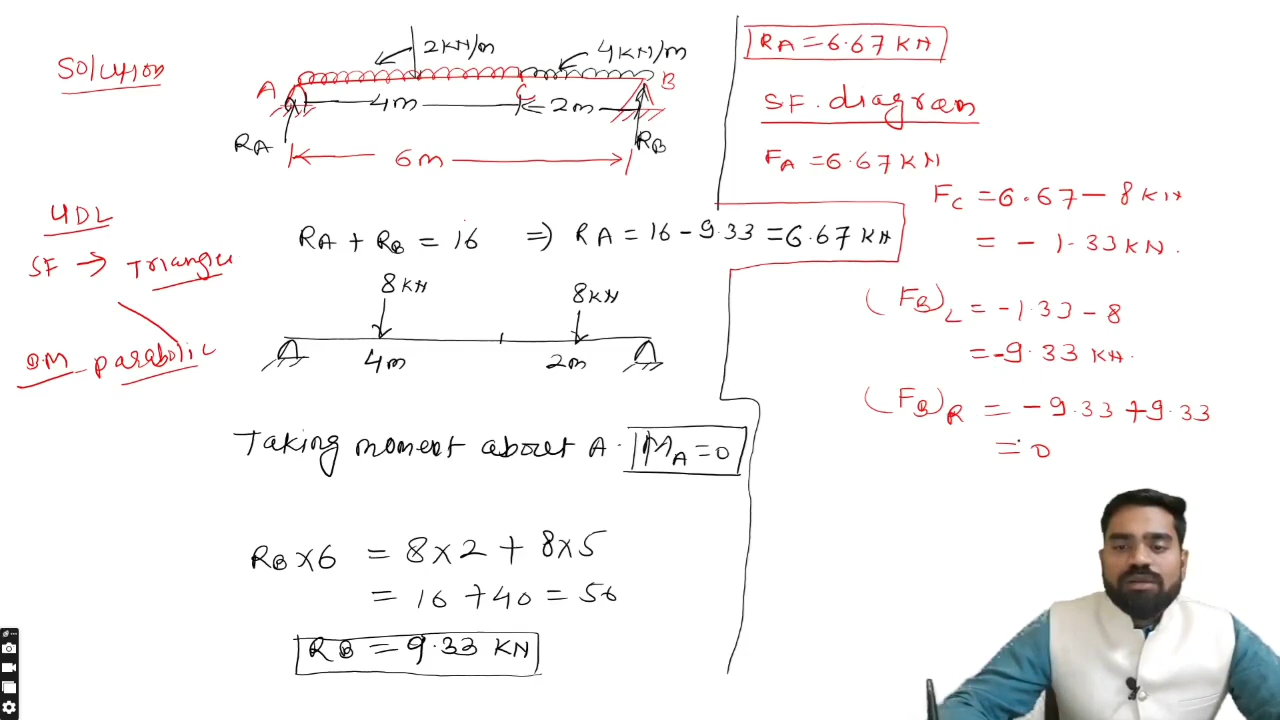 Solution
2KN/m
4KN/m
A
C
B
4m
2m
RA
RB
6m
UDL
SF → Triangle
BM parabolic
RA + RB = 16 => RA = 16 - 9.33 = 6.67 KN
8KN
8KN
4m
2m
Taking moment about A. MA = 0
RB×6 = 8×2 + 8×5
= 16 + 40 = 56
RB = 9.33 KN
RA = 6.67 KN
SF. diagram
FA = 6.67 KN
FC = 6.67 - 8KN
= - 1.33 KN.
(FB)L = -1.33 - 8
= -9.33 KN.
(FB)R = - 9.33 + 9.33
= 0